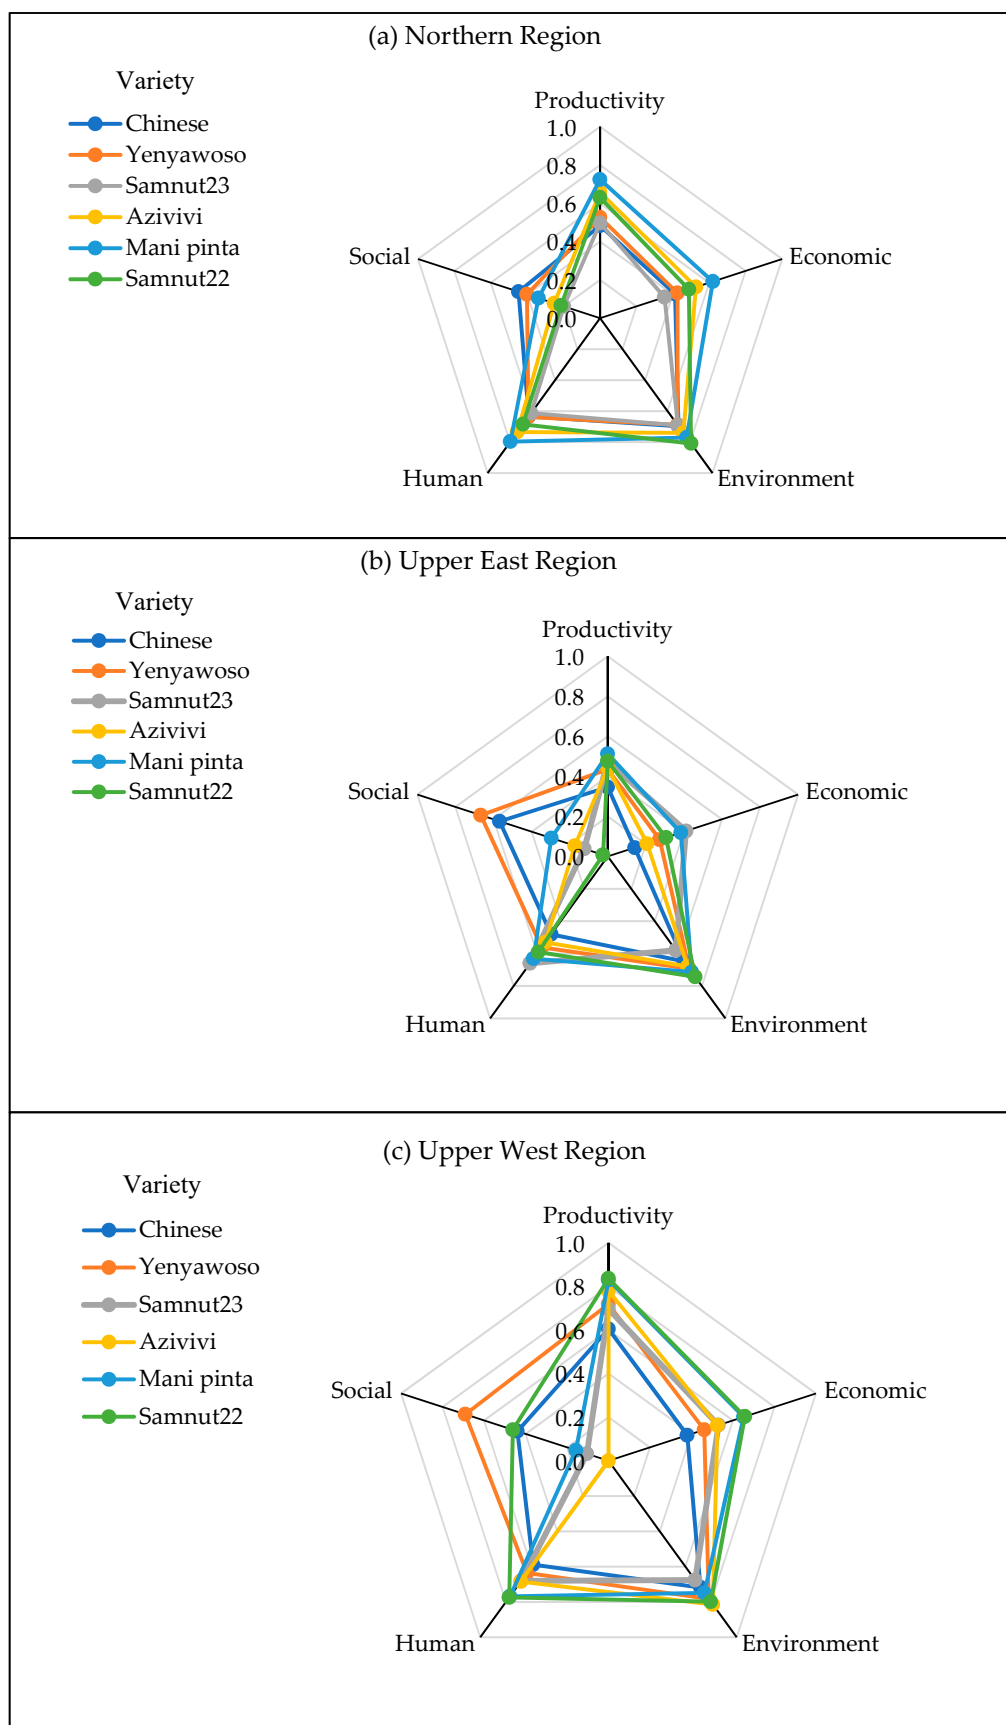 (a) Northern Region
Variety
Chinese
Yenyawoso
Samnut23
Azivivi
Mani pinta
Samnut22
Productivity
1.0
0.8
0.6
0.4
0.2
0.0
Social
Economic
Human
Environment
(b) Upper East Region
Variety
Chinese
Yenyawoso
Samnut23
Azivivi
Mani pinta
Samnut22
Productivity
1.0
0.8
0.6
0.4
0.2
0.0
Social
Economic
Human
Environment
(c) Upper West Region
Variety
Chinese
Yenyawoso
Samnut23
Azivivi
Mani pinta
Samnut22
Productivity
1.0
0.8
0.6
0.4
0.2
0.0
Social
Economic
Human
Environment